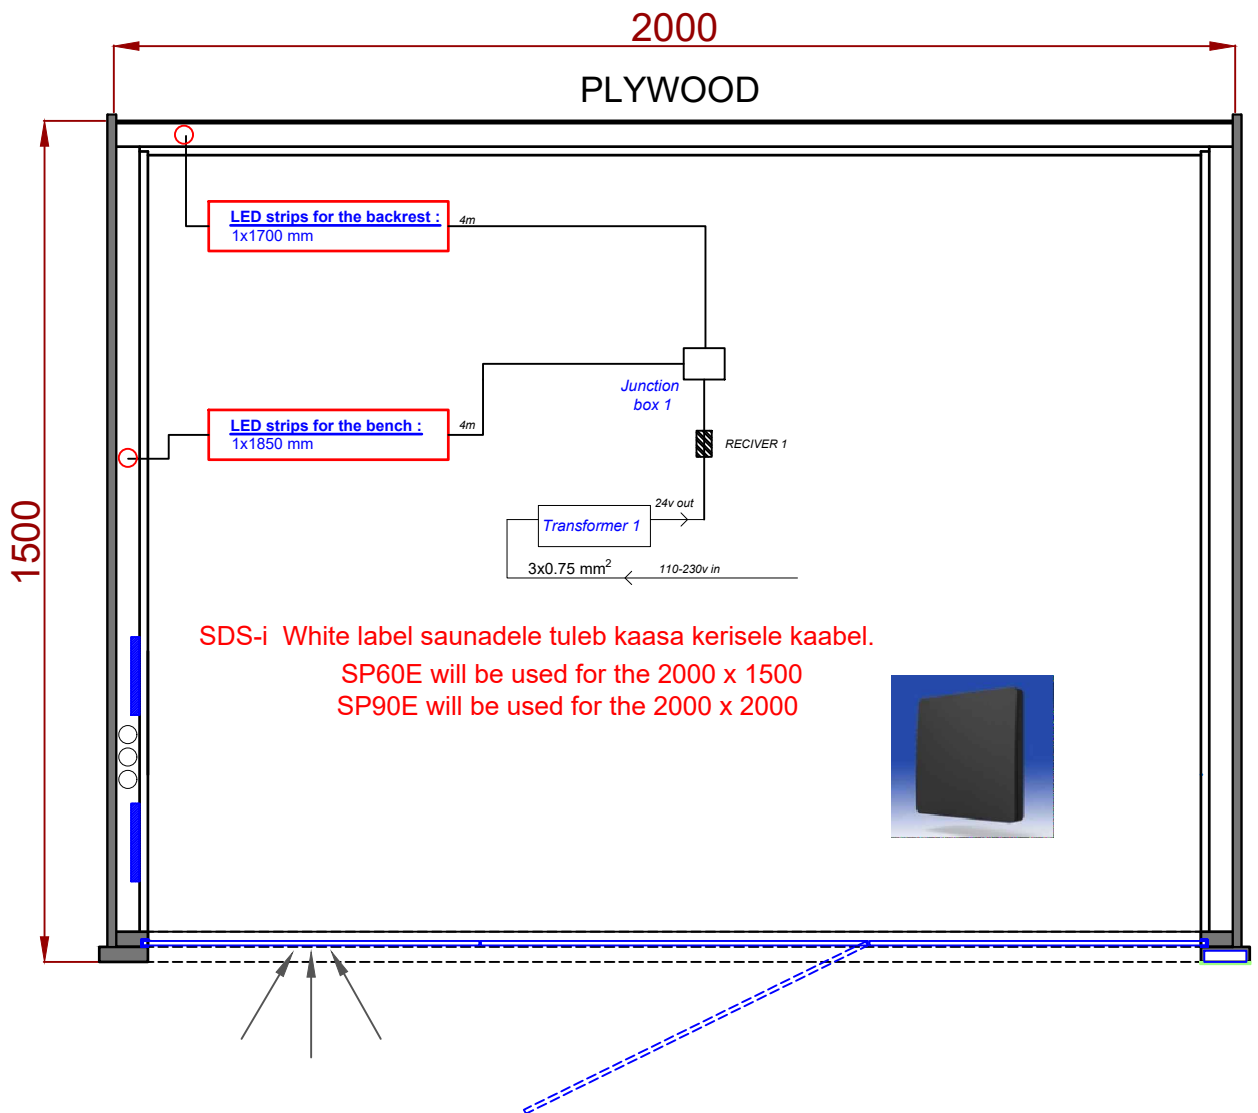 2000
PLYWOOD
LED strips for the backrest :
1x1700 mm
4m
Junction
box 1
LED strips for the bench :
1x1850 mm
4m
RECIVER 1
1500
24v out
Transformer 1
3x0.75 mm²
110-230v in
SDS-i White label saunadele tuleb kaasa kerisele kaabel.
SP60E will be used for the 2000 x 1500
SP90E will be used for the 2000 x 2000